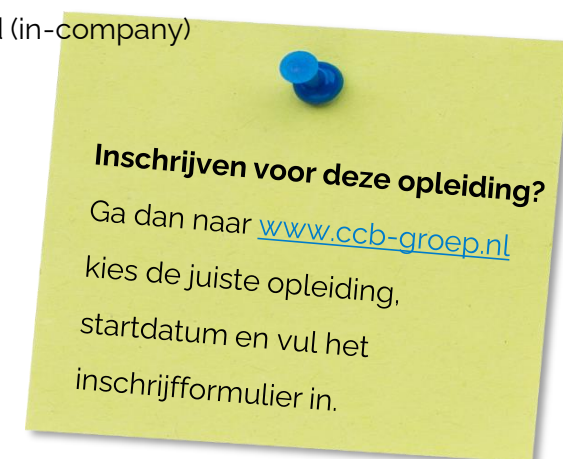 (in-company)
Inschrijven voor deze opleiding?
Ga dan naar www.ccb-groep.nl
kies de juiste opleiding,
startdatum en vul het
inschrijfformulier in.